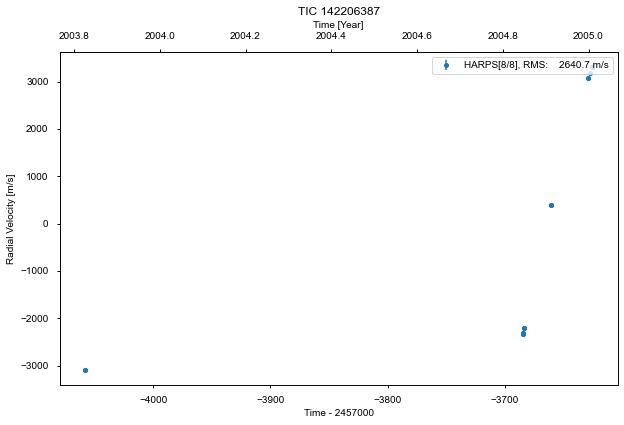 TIC 142206387
Time [Year]
2003.8 2004.0 2004.2 2004.4 2004.6 2004.8 2005.0
HARPS[8/8], RMS: 2640.7 m/s
Radial Velocity [m/s]
3000
2000
1000
0
−1000
−2000
−3000
−4000 −3900 −3800 −3700
Time - 2457000